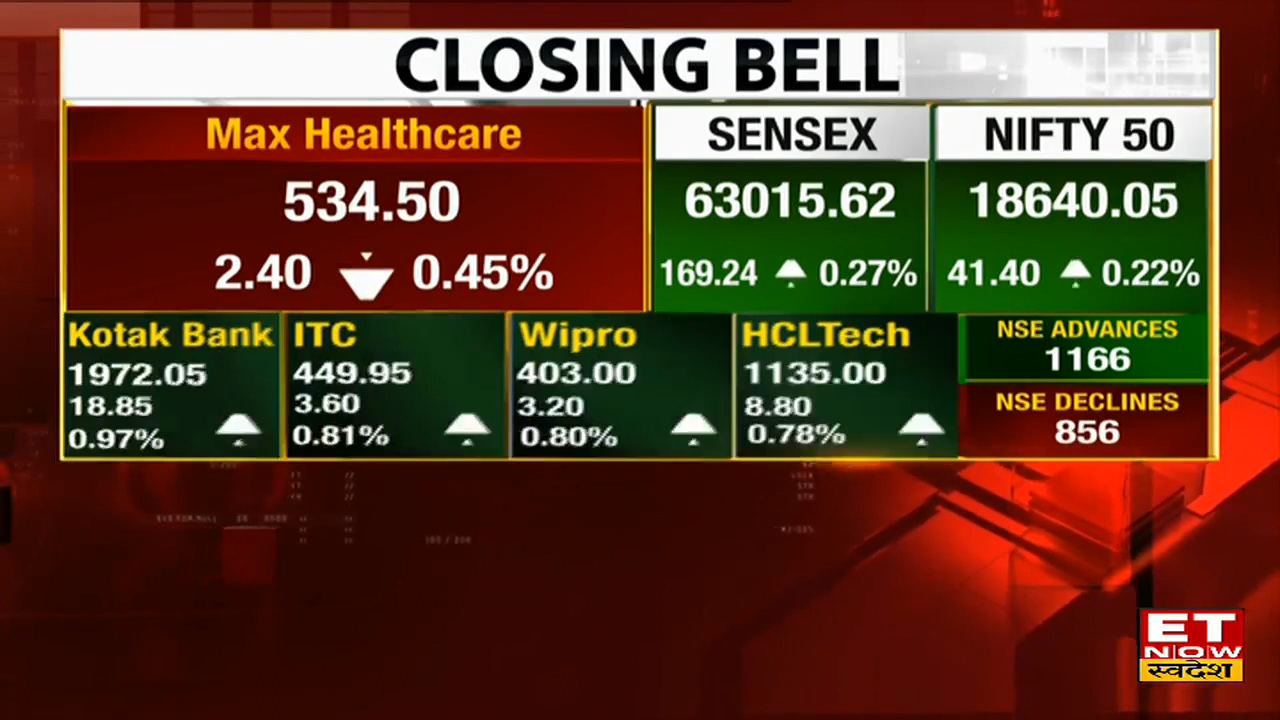 CLOSING BELL
Max Healthcare
534.50
2.40 0.45%
SENSEX
63015.62
169.24 0.27%
NIFTY 50
18640.05
41.40 0.22%
Kotak Bank
1972.05
18.85
0.97%
ITC
449.95
3.60
0.81%
Wipro
403.00
3.20
0.80%
HCLTech
1135.00
8.80
0.78%
NSE ADVANCES
1166
NSE DECLINES
856
ET
NOW
स्वदेश